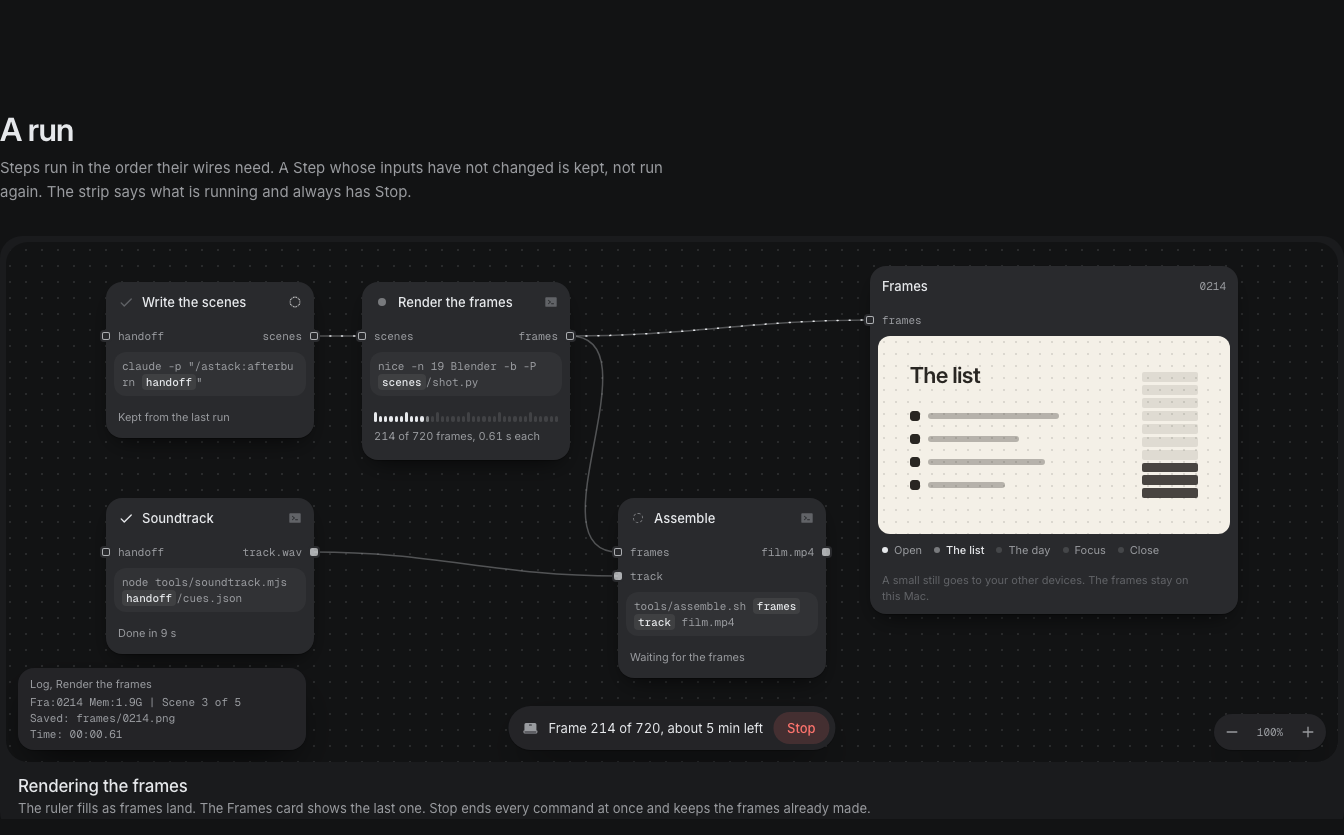 A run
Steps run in the order their wires need. A Step whose inputs have not changed is kept, not run
again. The strip says what is running and always has Stop.
Write the scenes
handoff scenes
claude -p "/astack:afterbu
rn handoff"
Kept from the last run
Render the frames
scenes frames
nice -n 19 Blender -b -P
scenes/shot.py
214 of 720 frames, 0.61 s each
Frames 0214
frames
The list
Open The list The day Focus Close
A small still goes to your other devices. The frames stay on
this Mac.
Soundtrack
handoff track.wav
node tools/soundtrack.mjs
handoff/cues.json
Done in 9 s
Assemble
frames film.mp4
track
tools/assemble.sh frames
track film.mp4
Waiting for the frames
Log, Render the frames
Fra:0214 Mem:1.9G | Scene 3 of 5
Saved: frames/0214.png
Time: 00:00.61
Frame 214 of 720, about 5 min left Stop
100%
Rendering the frames
The ruler fills as frames land. The Frames card shows the last one. Stop ends every command at once and keeps the frames already made.